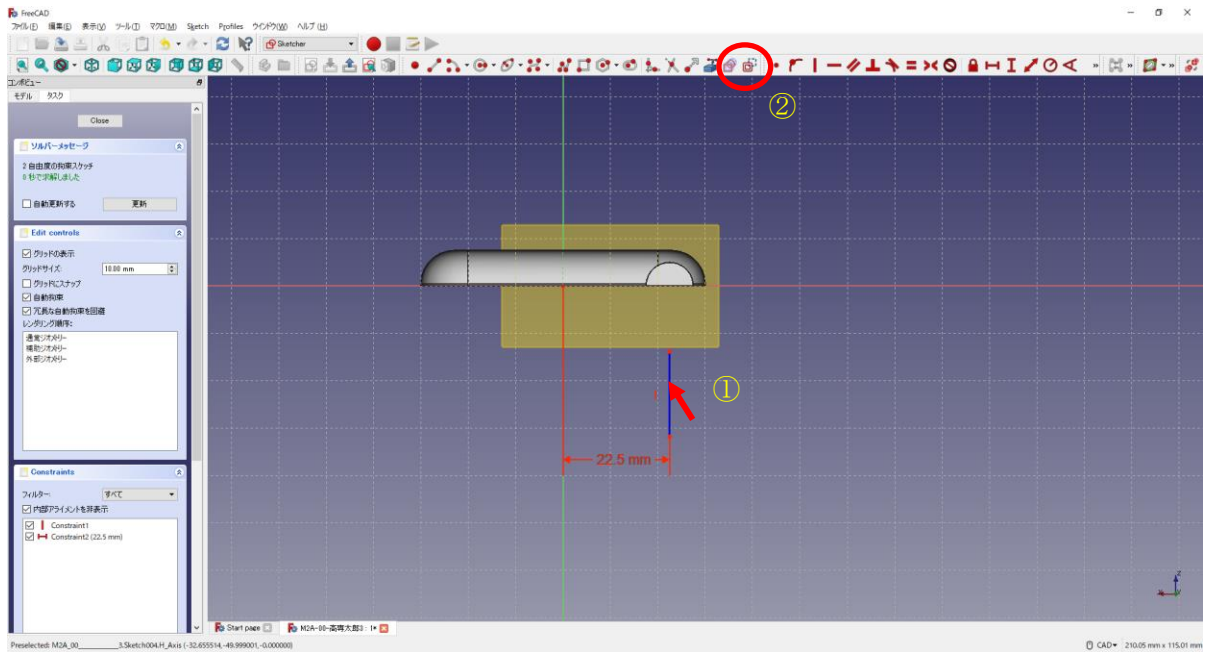 FreeCAD
ファイル(F) 編集(E) 表示(V) ツール(T) マクロ(M) Sketch Profiles ウインドウ(W) ヘルプ(H)
Sketcher
②
コンボビュー
モデル タスク
Close
ソルバーメッセージ
2 自由度の拘束スケッチ
0 秒で求解しました
自動更新する 更新
Edit controls
グリッドの表示
グリッドサイズ: 10.00 mm
グリッドにスナップ
自動拘束
冗長な自動拘束を回避
レンダリング順序:
通常ジオメトリー
補助ジオメトリー
外部ジオメトリー
①
22.5 mm
Constraints
フィルター: すべて
内部アライメントを非表示
Constraint1
Constraint2 (22.5 mm)
z
Start page M2A-00-高専太郎3 : 1*
Preselected: M2A_00_______3.Sketch004.H_Axis (-32.655514, -49.999001, -0.000000) CAD 210.05 mm x 115.01 mm